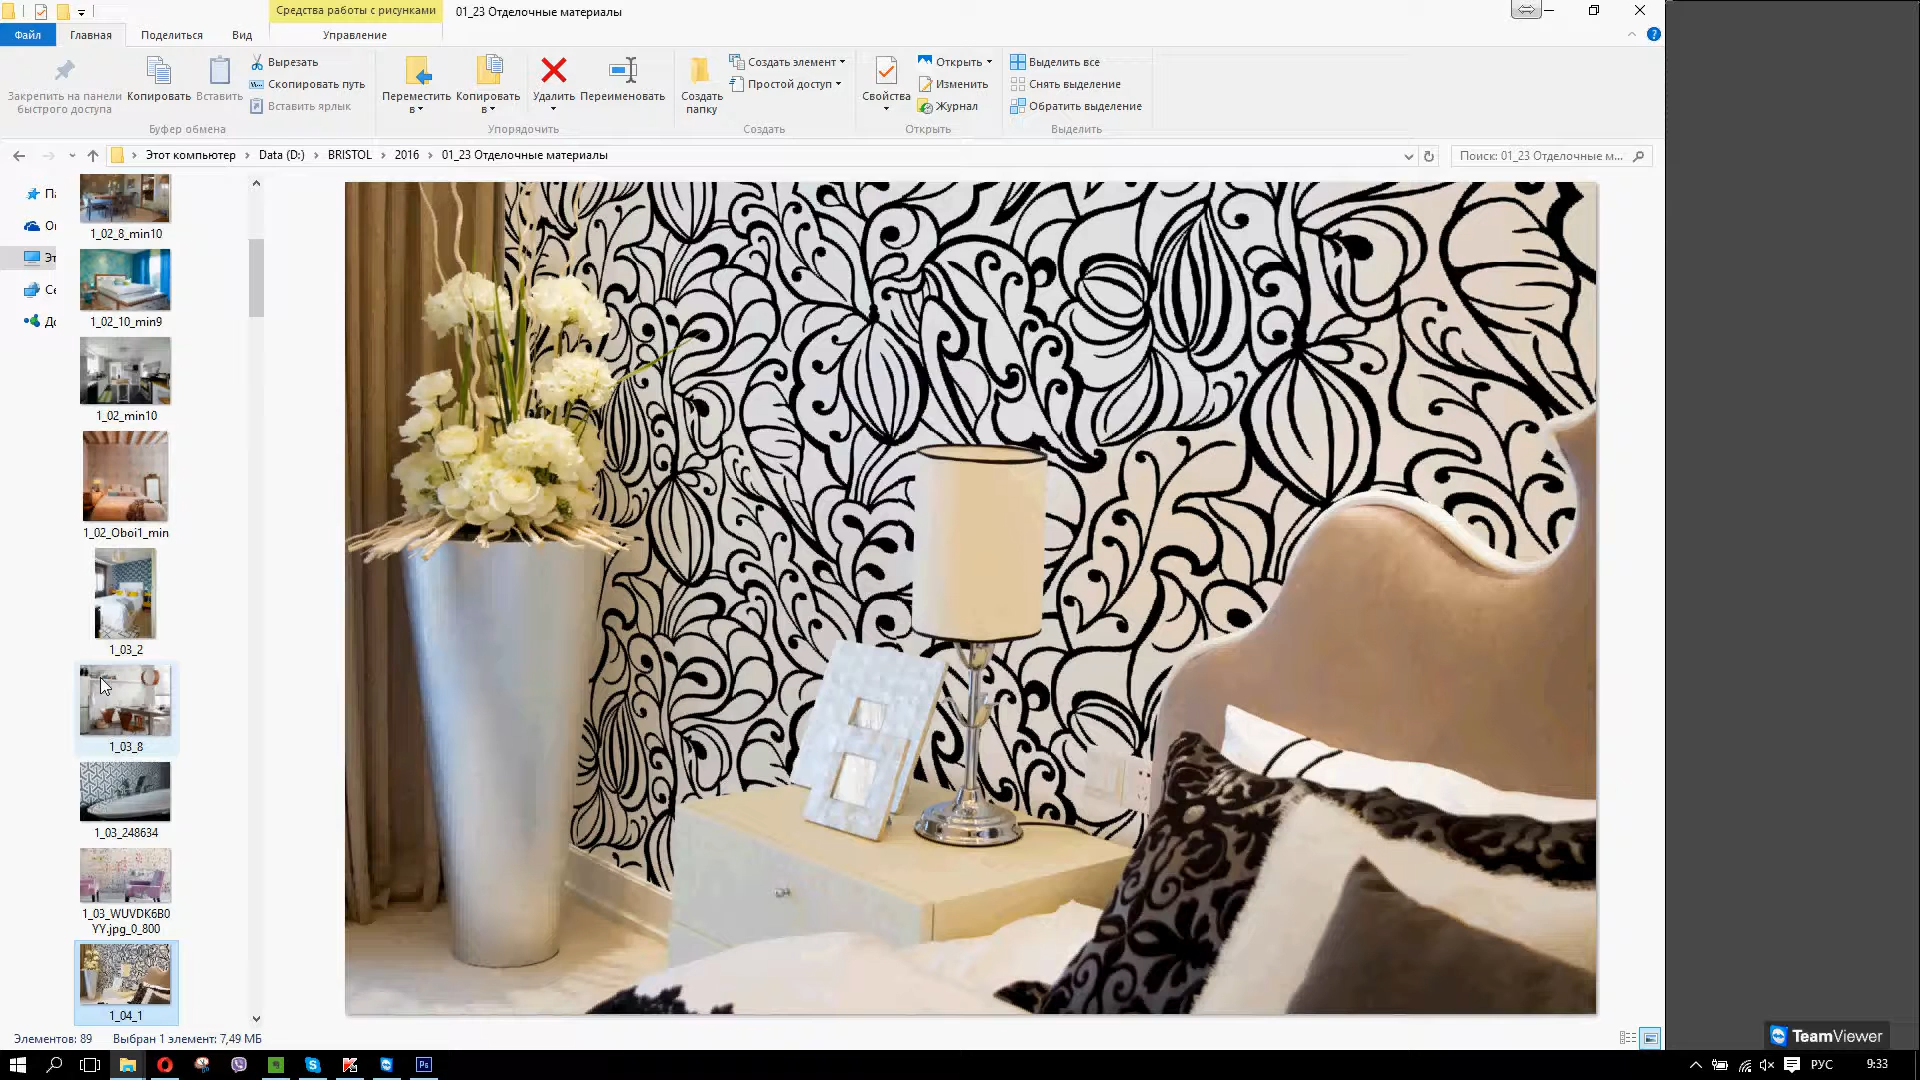 Средства работы с рисунками
01_23 Отделочные материалы
Файл
Главная
Поделиться
Вид
Управление
Закрепить на панели
быстрого доступа
Копировать
Вставить
Вырезать
Скопировать путь
Вставить ярлык
Буфер обмена
Переместить
в
Копировать
в
Удалить
Переименовать
Упорядочить
Создать
папку
Создать элемент
Простой доступ
Создать
Свойства
Открыть
Изменить
Журнал
Открыть
Выделить все
Снять выделение
Обратить выделение
Выделить
Этот компьютер
Data (D:)
BRISTOL
2016
01_23 Отделочные материалы
Поиск: 01_23 Отделочные м...
1_02_8_min10
1_02_10_min9
1_02_min10
1_02_Oboi1_min
1_03_2
1_03_8
1_03_248634
1_03_WUVDK6B0
YY.jpg_0_800
1_04_1
Элементов: 89
Выбран 1 элемент: 7,49 МБ
TeamViewer
РУС
9:33